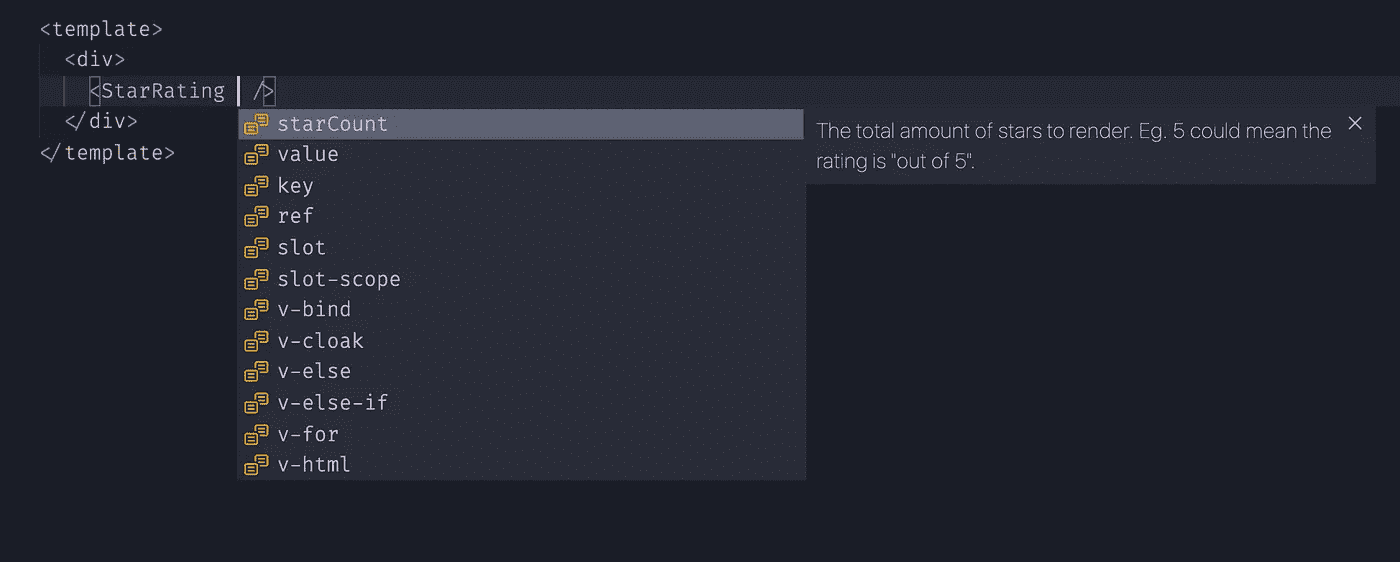 <template>
<div>
<StarRating />
</div>
</template>
starCount
value
key
ref
slot
slot-scope
v-bind
v-cloak
v-else
v-else-if
v-for
v-html
The total amount of stars to render. Eg. 5 could mean the
rating is "out of 5".